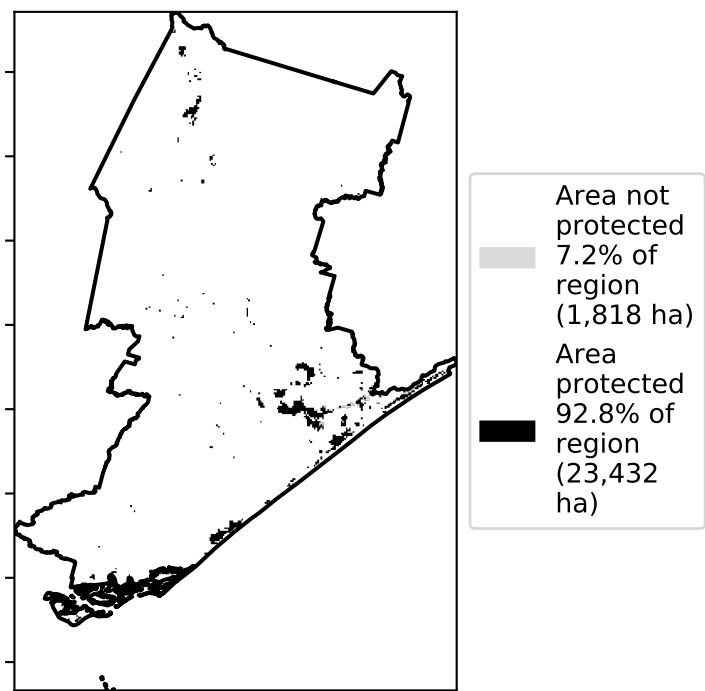 Area not
protected
7.2% of
region
(1,818 ha)
Area
protected
92.8% of
region
(23,432
ha)